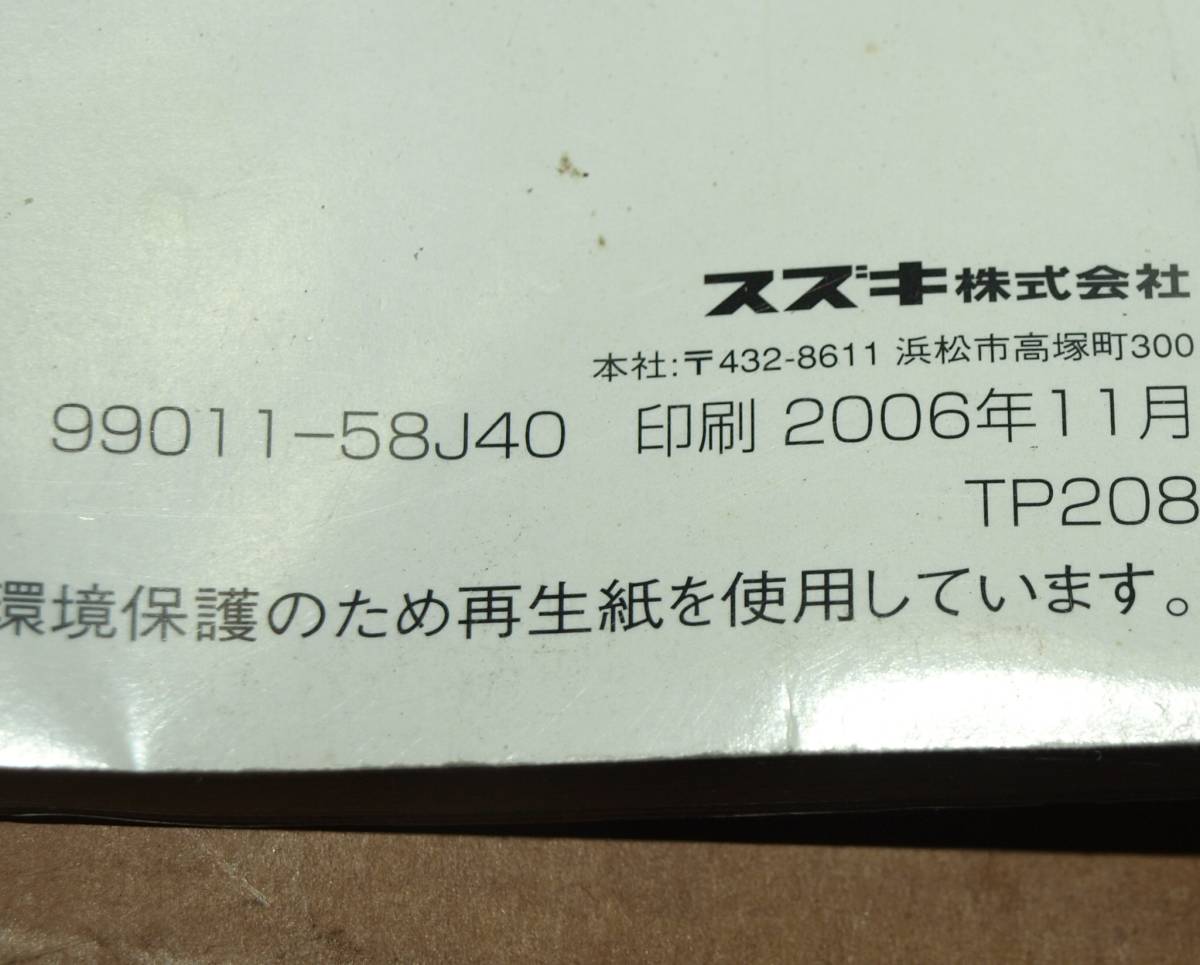 スズキ株式会社
本社:〒432-8611 浜松市高塚町300
99011-58J40 印刷 2006年11月
TP208
環境保護のため再生紙を使用しています。